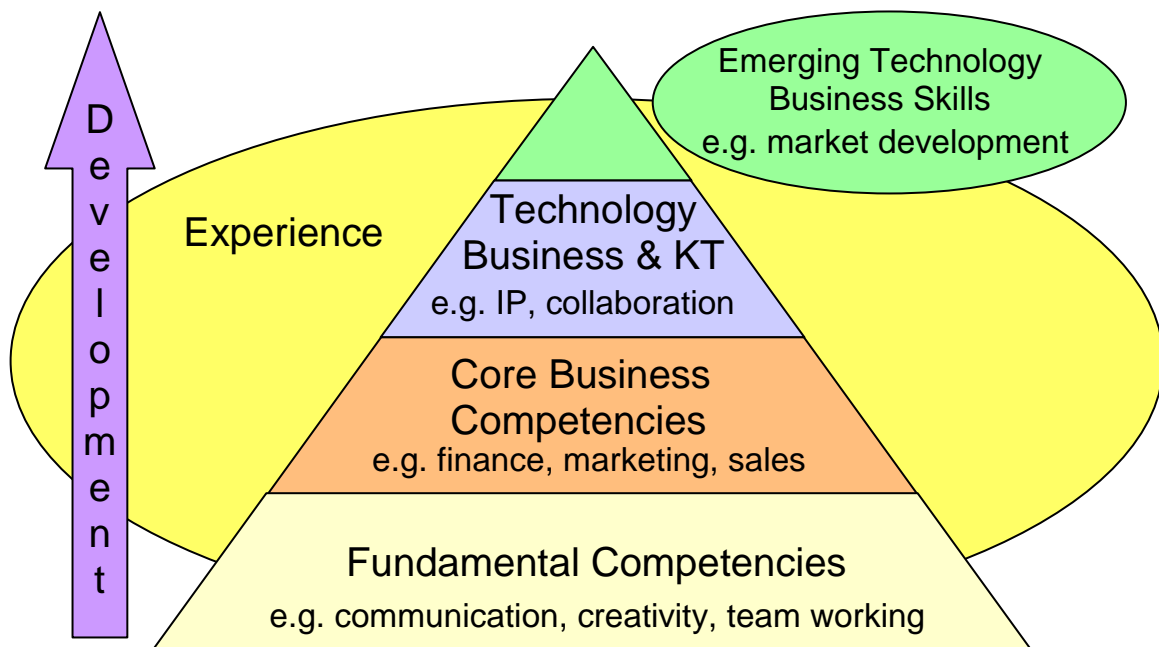 Development
Emerging Technology
Business Skills
e.g. market development
Experience
Technology
Business & KT
e.g. IP, collaboration
Core Business
Competencies
e.g. finance, marketing, sales
Fundamental Competencies
e.g. communication, creativity, team working